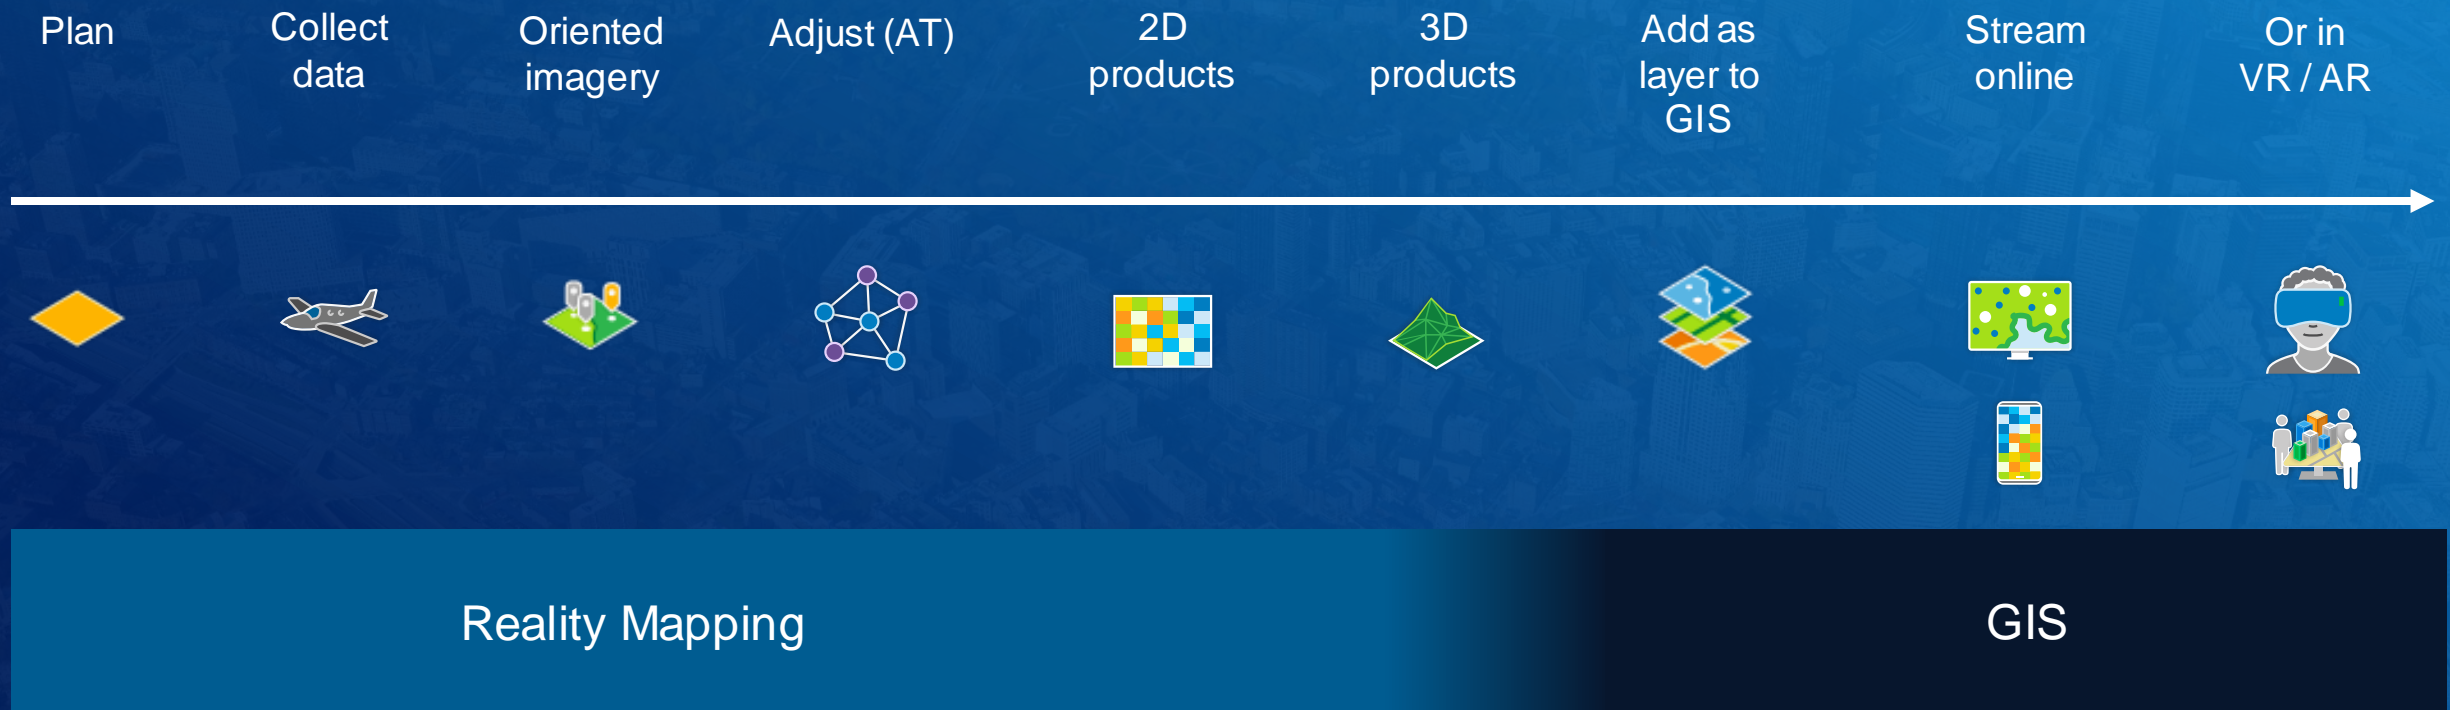 Plan
Collect
data
Oriented
imagery
Adjust (AT)
2D
products
3D
products
Add as
layer to
GIS
Stream
online
Or in
VR / AR
Reality Mapping
GIS